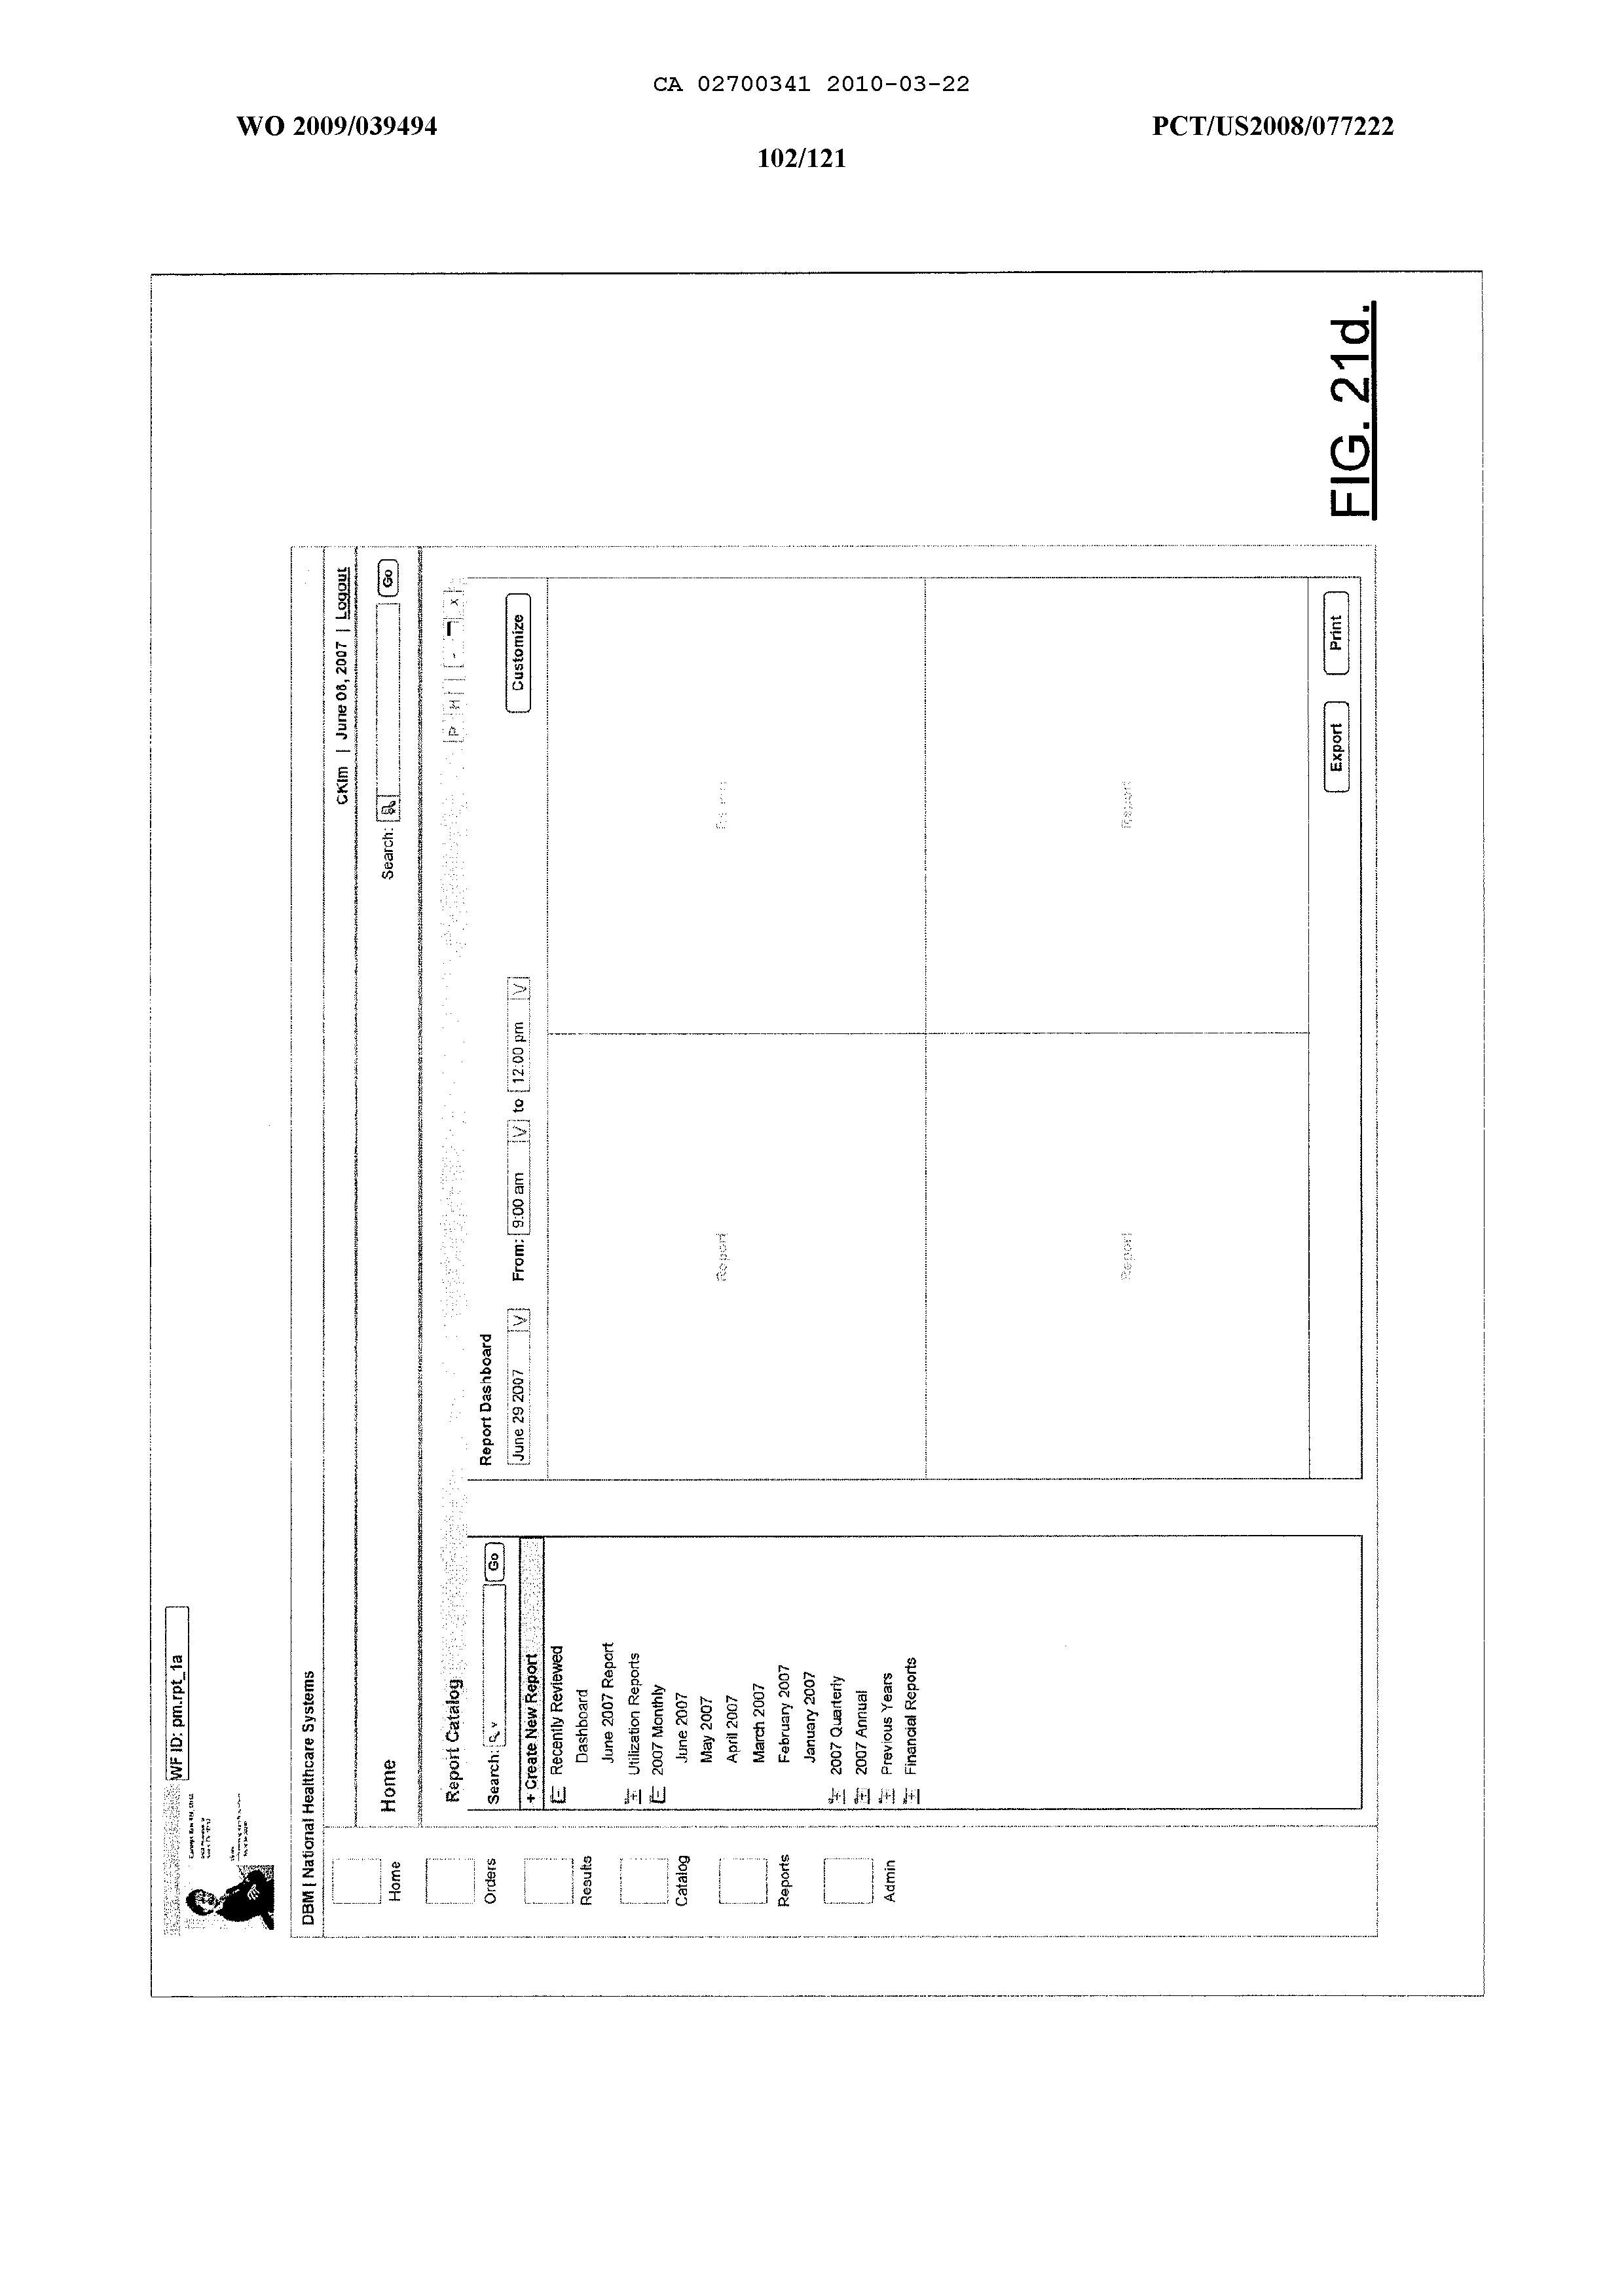 CA 02700341 2010-03-22
WO 2009/039494
PCT/US2008/077222
102/121
WF ID: pm.rpt_1a
DBM | National Healthcare Systems
CKim | June 06, 2007 | Logout
Home
Search:
Go
Home
Orders
Results
Catalog
Reports
Admin
Report Catalog
Search:
Go
+ Create New Report
Recently Reviewed
Dashboard
June 2007 Report
Utilization Reports
2007 Monthly
June 2007
May 2007
April 2007
March 2007
February 2007
January 2007
2007 Quarterly
2007 Annual
Previous Years
Financial Reports
Report Dashboard
June 29 2007 V From: 9:00 am V to 12:00 pm V
Customize
Report
Report
Report
Export
Print
FIG. 21d.